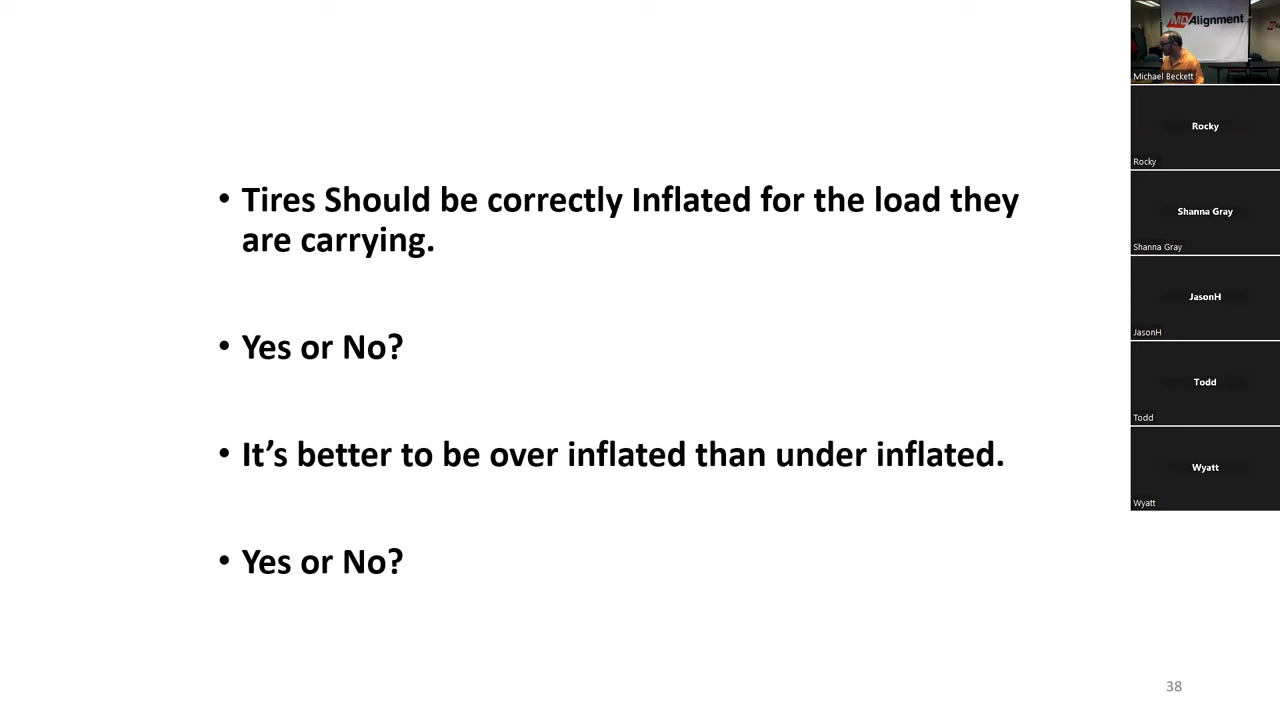 • Tires Should be correctly Inflated for the load they
are carrying.
• Yes or No?
• It's better to be over inflated than under inflated.
• Yes or No?
38
MD Alignment
Michael Beckett
Rocky
Rocky
Shanna Gray
Shanna Gray
JasonH
JasonH
Todd
Todd
Wyatt
Wyatt